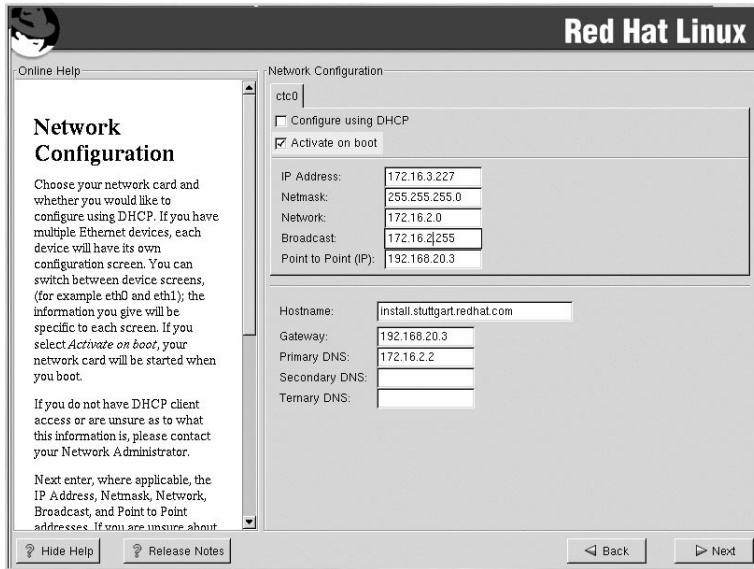 Red Hat Linux
Online Help
Network
Configuration
Choose your network card and
whether you would like to
configure using DHCP. If you have
multiple Ethernet devices, each
device will have its own
configuration screen. You can
switch between device screens,
(for example eth0 and eth1); the
information you give will be
specific to each screen. If you
select Activate on boot, your
network card will be started when
you boot.
If you do not have DHCP client
access or are unsure as to what
this information is, please contact
your Network Administrator.
Next enter, where applicable, the
IP Address, Netmask, Network,
Broadcast, and Point to Point
addresses. If you are unsure about
Network Configuration
ctc0
Configure using DHCP
Activate on boot
IP Address: 172.16.3.227
Netmask: 255.255.255.0
Network: 172.16.2.0
Broadcast: 172.16.2.255
Point to Point (IP): 192.168.20.3
Hostname: install.stuttgart.redhat.com
Gateway: 192.168.20.3
Primary DNS: 172.16.2.2
Secondary DNS:
Ternary DNS:
? Hide Help
? Release Notes
Back
Next